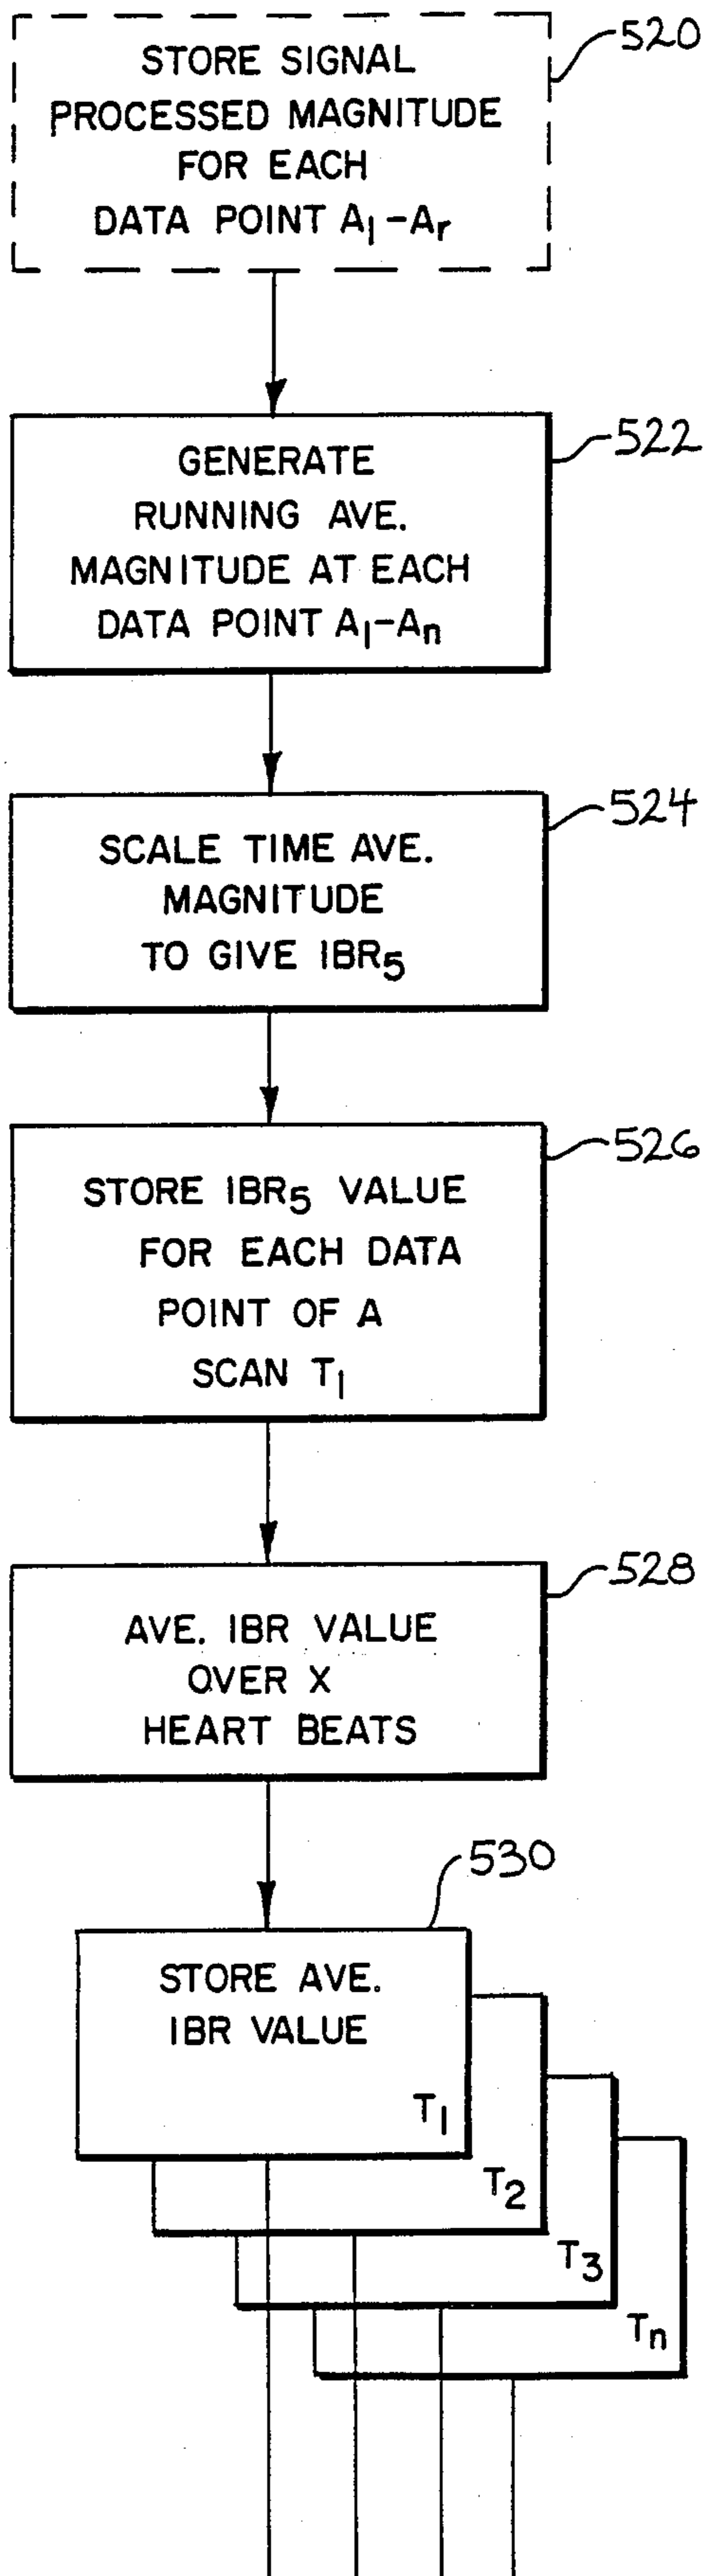 STORE SIGNAL
PROCESSED MAGNITUDE
FOR EACH
DATA POINT A₁-Aᵣ
520
GENERATE
RUNNING AVE.
MAGNITUDE AT EACH
DATA POINT A₁-Aₙ
522
SCALE TIME AVE.
MAGNITUDE
TO GIVE IBR₅
524
STORE IBR₅ VALUE
FOR EACH DATA
POINT OF A
SCAN T₁
526
AVE. IBR VALUE
OVER X
HEART BEATS
528
530
STORE AVE.
IBR VALUE
T₁
T₂
T₃
Tₙ